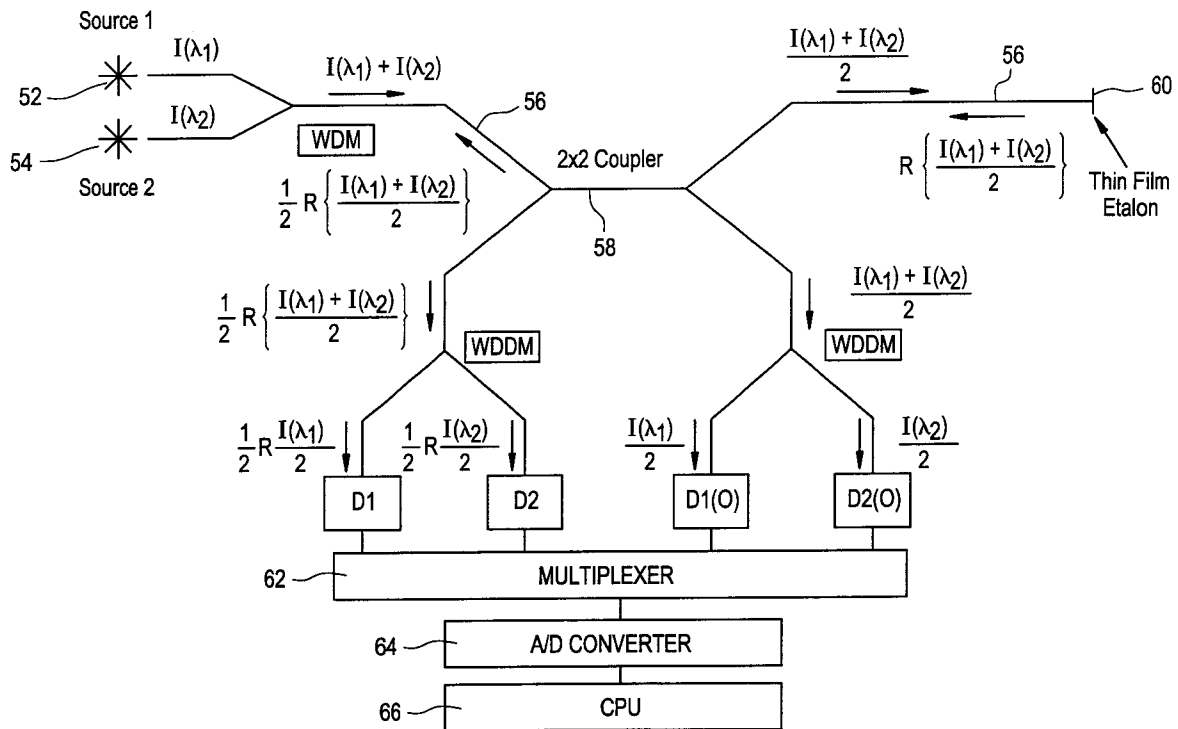 Source 1
I(λ1)
52
I(λ2)
54
Source 2
I(λ1) + I(λ2)
WDM
56
1/2 R { (I(λ1) + I(λ2))/2 }
2x2 Coupler
58
(I(λ1) + I(λ2))/2
56
60
R { (I(λ1) + I(λ2))/2 }
Thin Film
Etalon
1/2 R { (I(λ1) + I(λ2))/2 }
WDDM
(I(λ1) + I(λ2))/2
WDDM
1/2 R I(λ1)/2
1/2 R I(λ2)/2
I(λ1)/2
I(λ2)/2
D1
D2
D1(O)
D2(O)
62
MULTIPLEXER
64
A/D CONVERTER
66
CPU